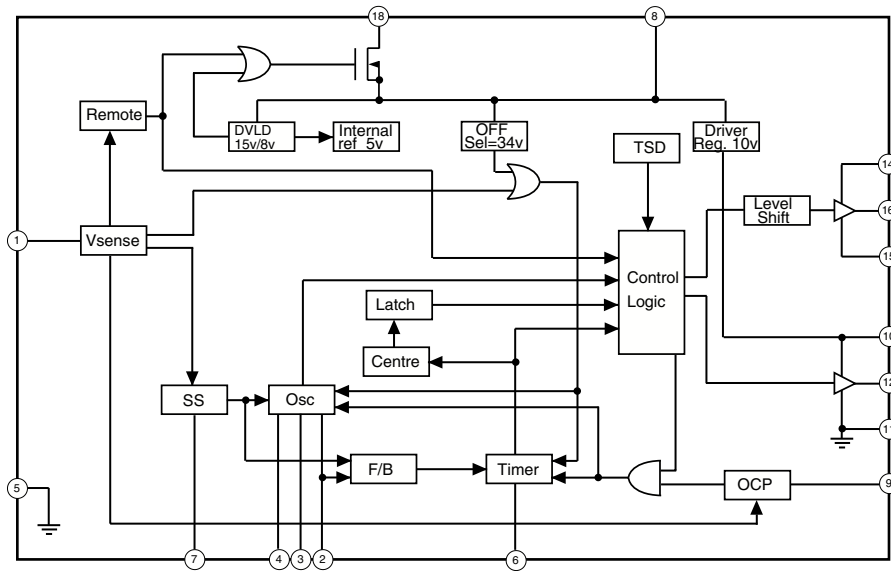 18
8
Remote
DVLD
15v/8v
Internal
ref 5v
OFF
Sel=34v
Driver
Reg. 10v
TSD
14
Level
Shift
16
1
Vsense
15
Control
Logic
Latch
Centre
10
12
SS
Osc
11
F/B
Timer
OCP
9
5
7
4
3
2
6